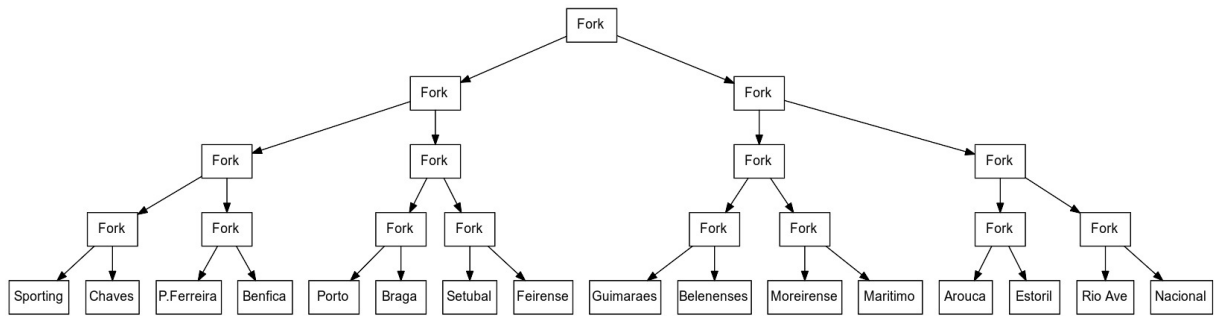 Fork
Fork Fork
Fork Fork Fork Fork
Fork Fork Fork Fork Fork Fork Fork Fork
Sporting Chaves P.Ferreira Benfica Porto Braga Setubal Feirense Guimaraes Belenenses Moreirense Maritimo Arouca Estoril Rio Ave Nacional